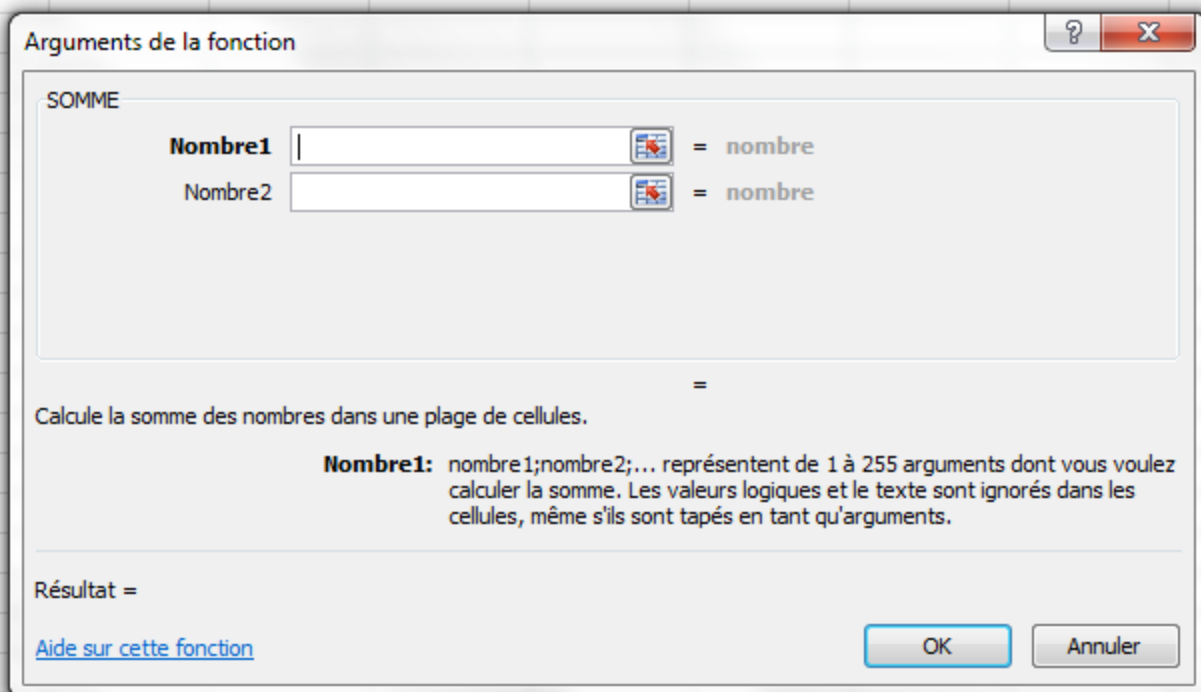 Arguments de la fonction
SOMME
Nombre1 = nombre
Nombre2 = nombre
=
Calcule la somme des nombres dans une plage de cellules.
Nombre1: nombre1;nombre2;... représentent de 1 à 255 arguments dont vous voulez
calculer la somme. Les valeurs logiques et le texte sont ignorés dans les
cellules, même s'ils sont tapés en tant qu'arguments.
Résultat =
Aide sur cette fonction
OK
Annuler